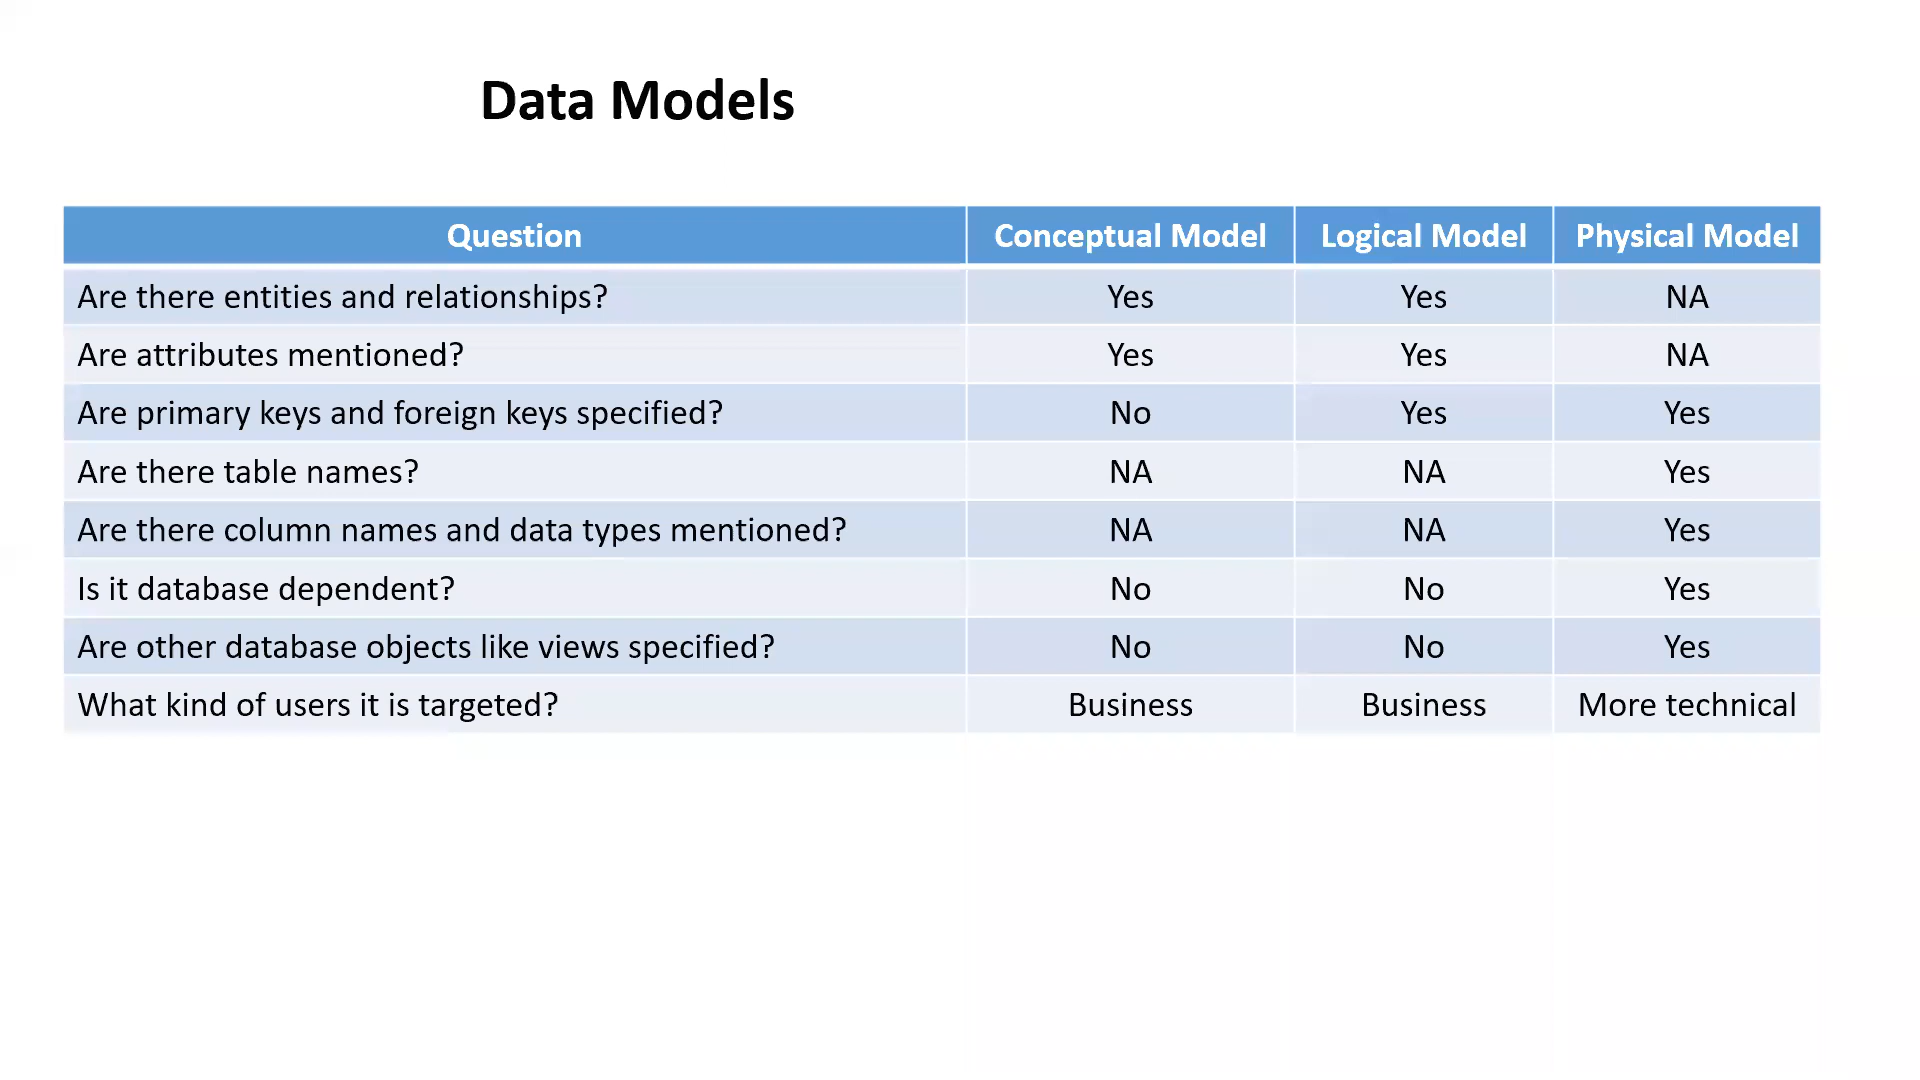 Data Models
Question Conceptual Model Logical Model Physical Model
Are there entities and relationships? Yes Yes NA
Are attributes mentioned? Yes Yes NA
Are primary keys and foreign keys specified? No Yes Yes
Are there table names? NA NA Yes
Are there column names and data types mentioned? NA NA Yes
Is it database dependent? No No Yes
Are other database objects like views specified? No No Yes
What kind of users it is targeted? Business Business More technical